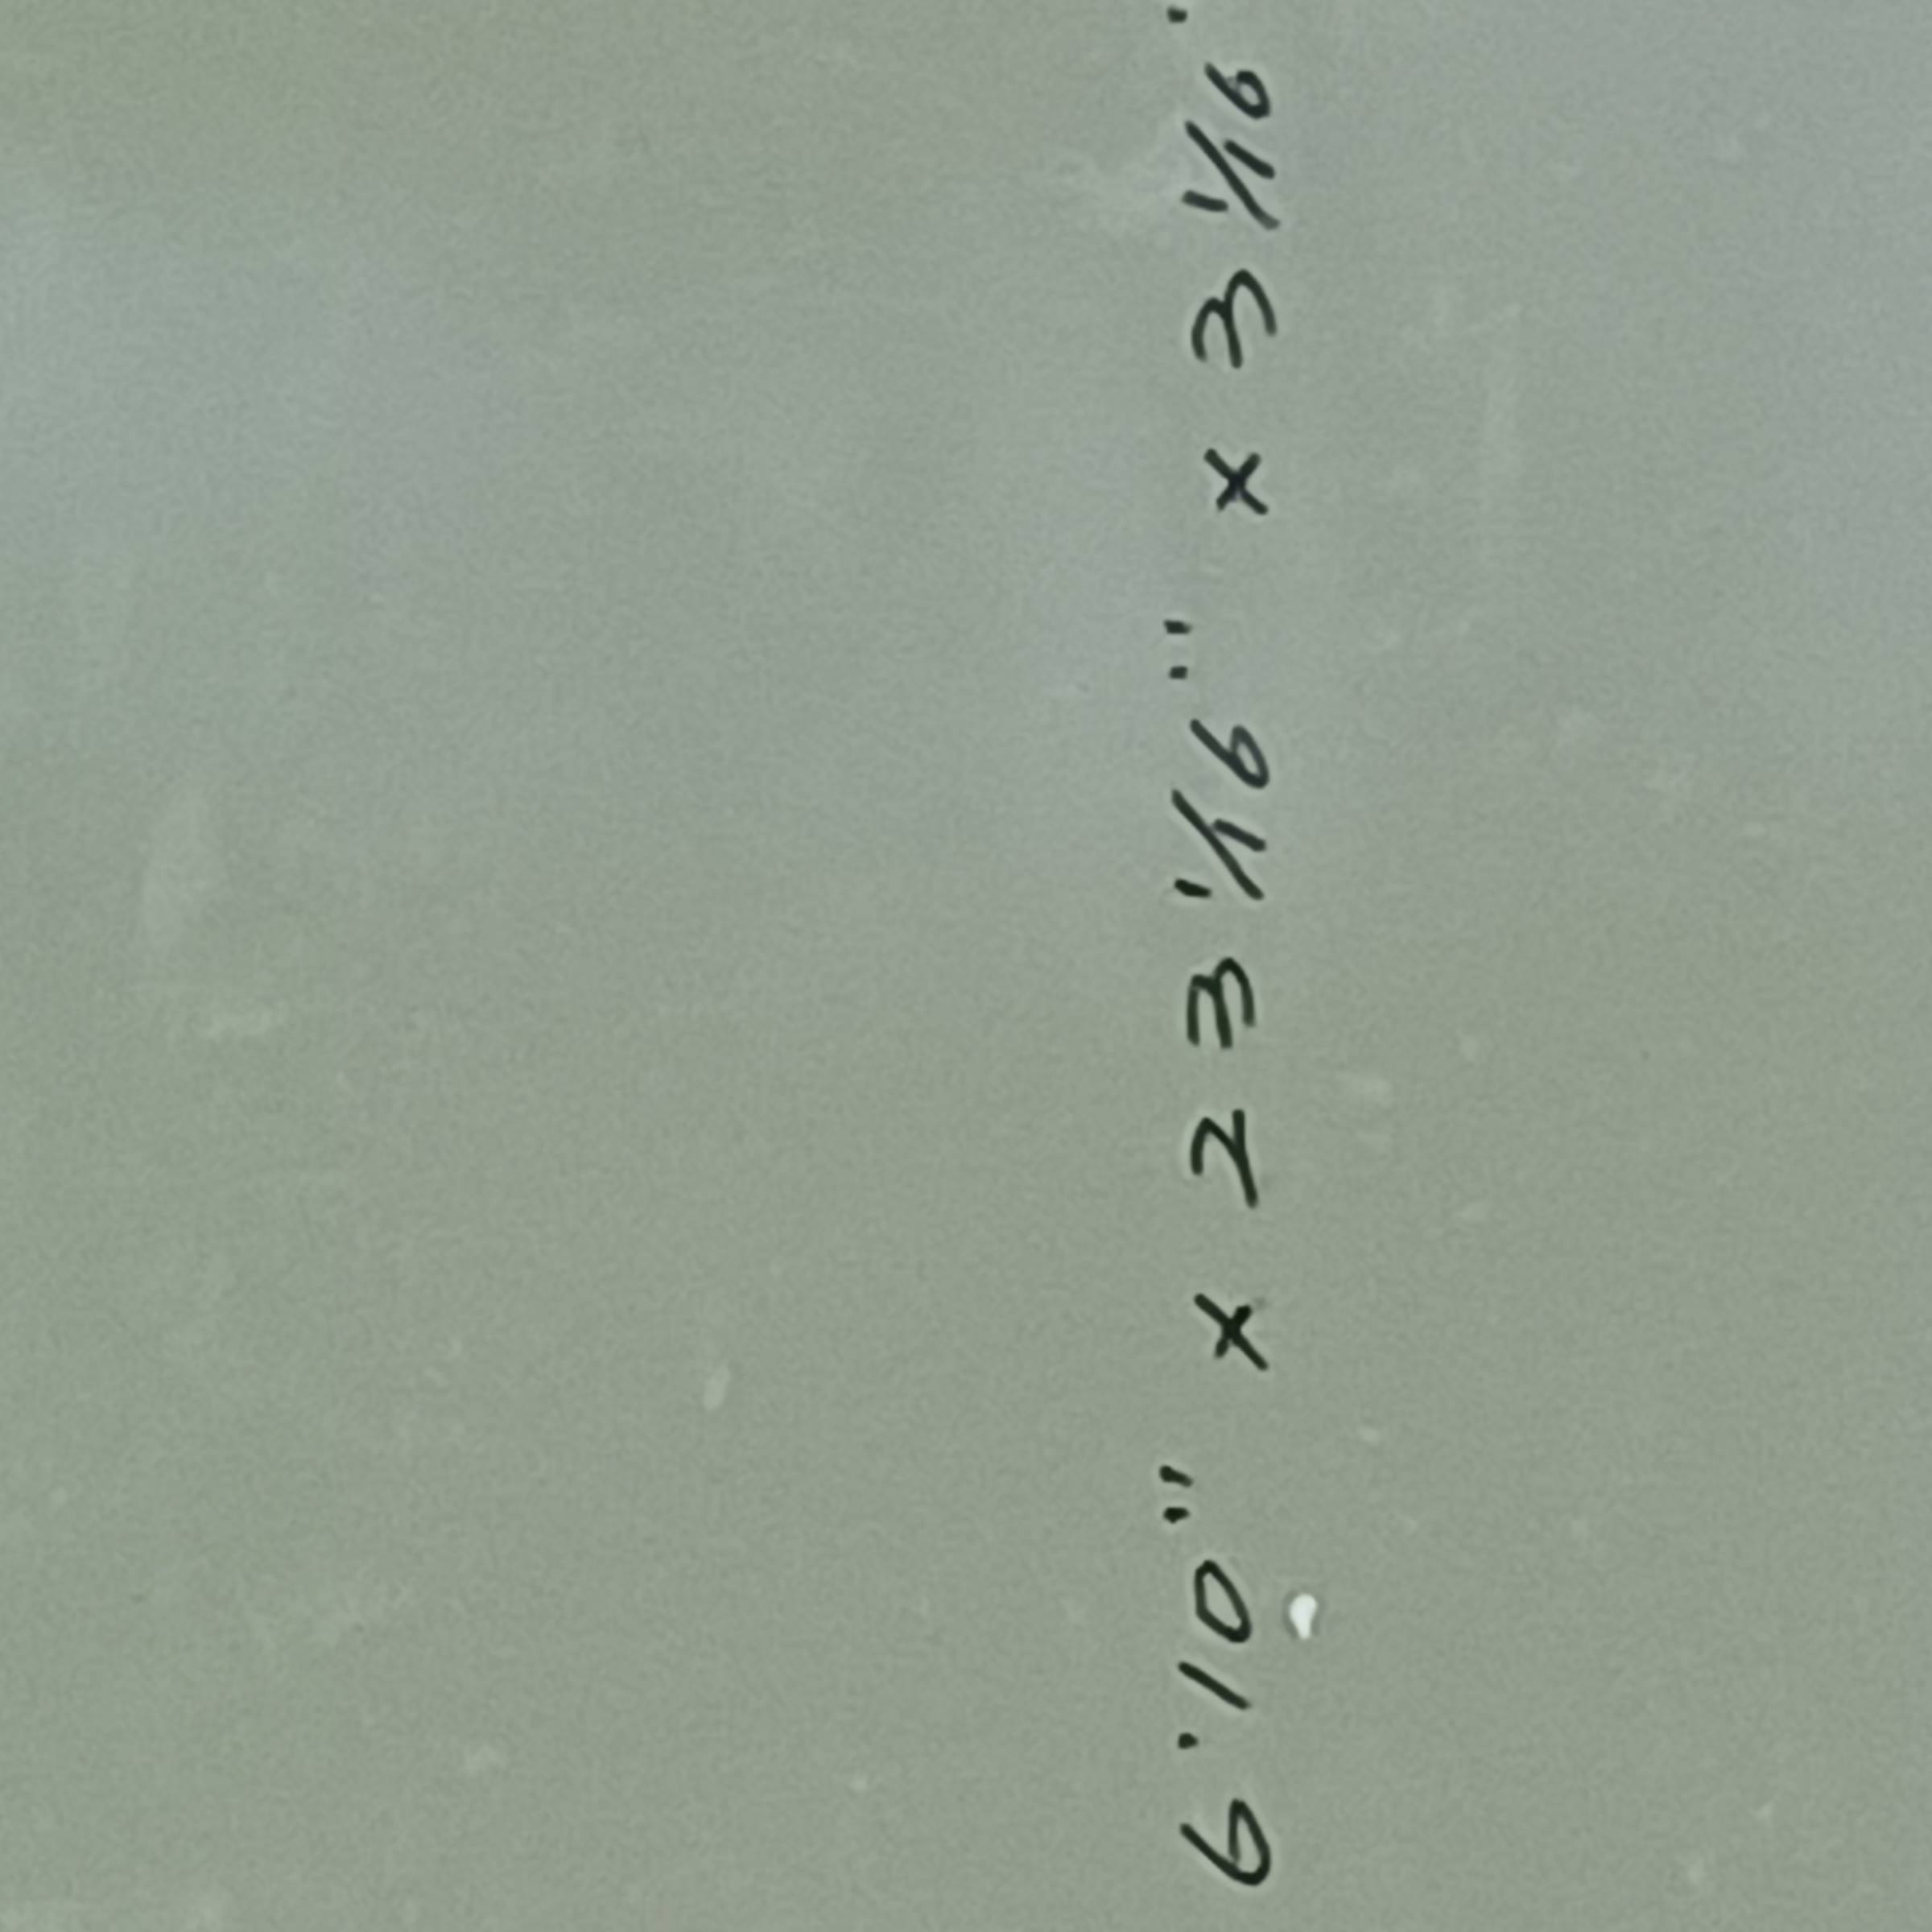 6'10" x 23 1/16" x 3 1/16'